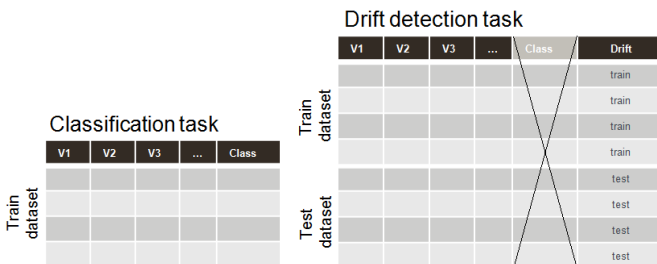 Drift detection task
V1 V2 V3 ... Class Drift
Train
dataset
train
train
train
train
Test
dataset
test
test
test
test
Classification task
V1 V2 V3 ... Class
Train
dataset